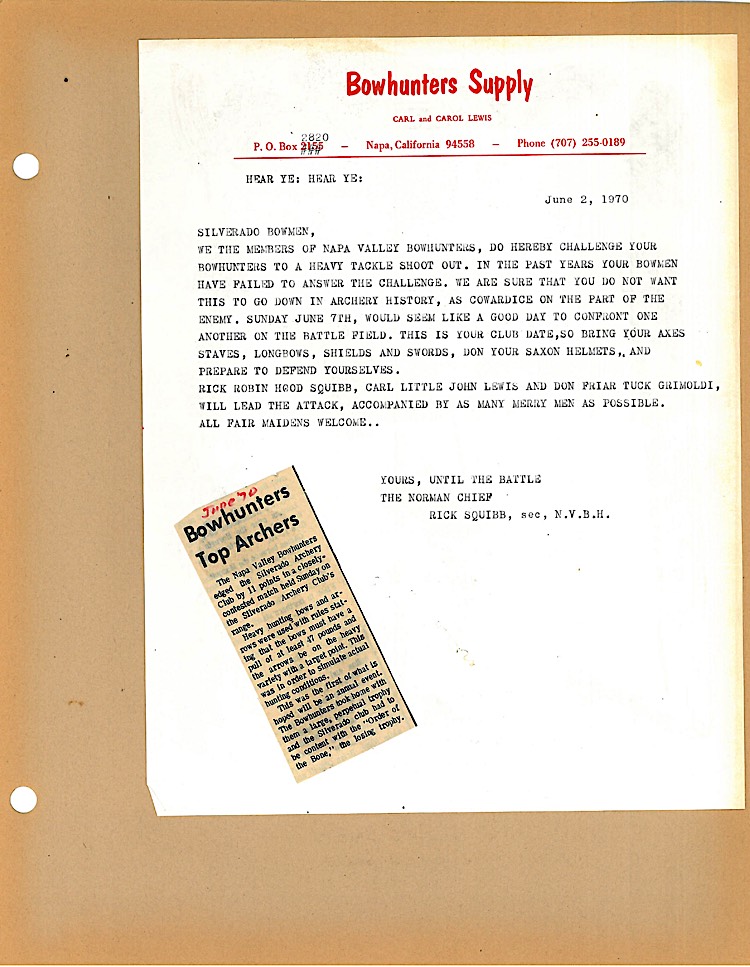 Bowhunters Supply
CARL and CAROL LEWIS
2820
P. O. Box 2155 — Napa, California 94558 — Phone (707) 255-0189
###
HEAR YE: HEAR YE:
June 2, 1970
SILVERADO BOWMEN,
WE THE MEMBERS OF NAPA VALLEY BOWHUNTERS, DO HEREBY CHALLENGE YOUR
BOWHUNTERS TO A HEAVY TACKLE SHOOT OUT. IN THE PAST YEARS YOUR BOWMEN
HAVE FAILED TO ANSWER THE CHALLENGE. WE ARE SURE THAT YOU DO NOT WANT
THIS TO GO DOWN IN ARCHERY HISTORY, AS COWARDICE ON THE PART OF THE
ENEMY. SUNDAY JUNE 7TH, WOULD SEEM LIKE A GOOD DAY TO CONFRONT ONE
ANOTHER ON THE BATTLE FIELD. THIS IS YOUR CLUB DATE,SO BRING YOUR AXES
STAVES, LONGBOWS, SHIELDS AND SWORDS, DON YOUR SAXON HELMETS,. AND
PREPARE TO DEFEND YOURSELVES.
RICK ROBIN HOOD SQUIBB, CARL LITTLE JOHN LEWIS AND DON FRIAR TUCK GRIMOLDI,
WILL LEAD THE ATTACK, ACCOMPANIED BY AS MANY MERRY MEN AS POSSIBLE.
ALL FAIR MAIDENS WELCOME..
YOURS, UNTIL THE BATTLE
THE NORMAN CHIEF
RICK SQUIBB, sec, N.V.B.H.
June '70
Bowhunters
Top Archers
The Napa Valley Bowhunters
edged the Silverado Archery
Club by 11 points in a closely-
contested match held Sunday on
the Silverado Archery Club's
range.
Heavy hunting bows and ar-
rows were used with rules stat-
ing that the bows must have a
pull of at least 47 pounds and
the arrows be on the heavy
variety with a target point. This
was in order to simulate actual
hunting conditions.
This was the first of what is
hoped will be an annual event.
The Bowhunters took home with
them a large, perpetual trophy
and the Silverado club had to
be content with the "Order of
the Bone," the losing trophy.